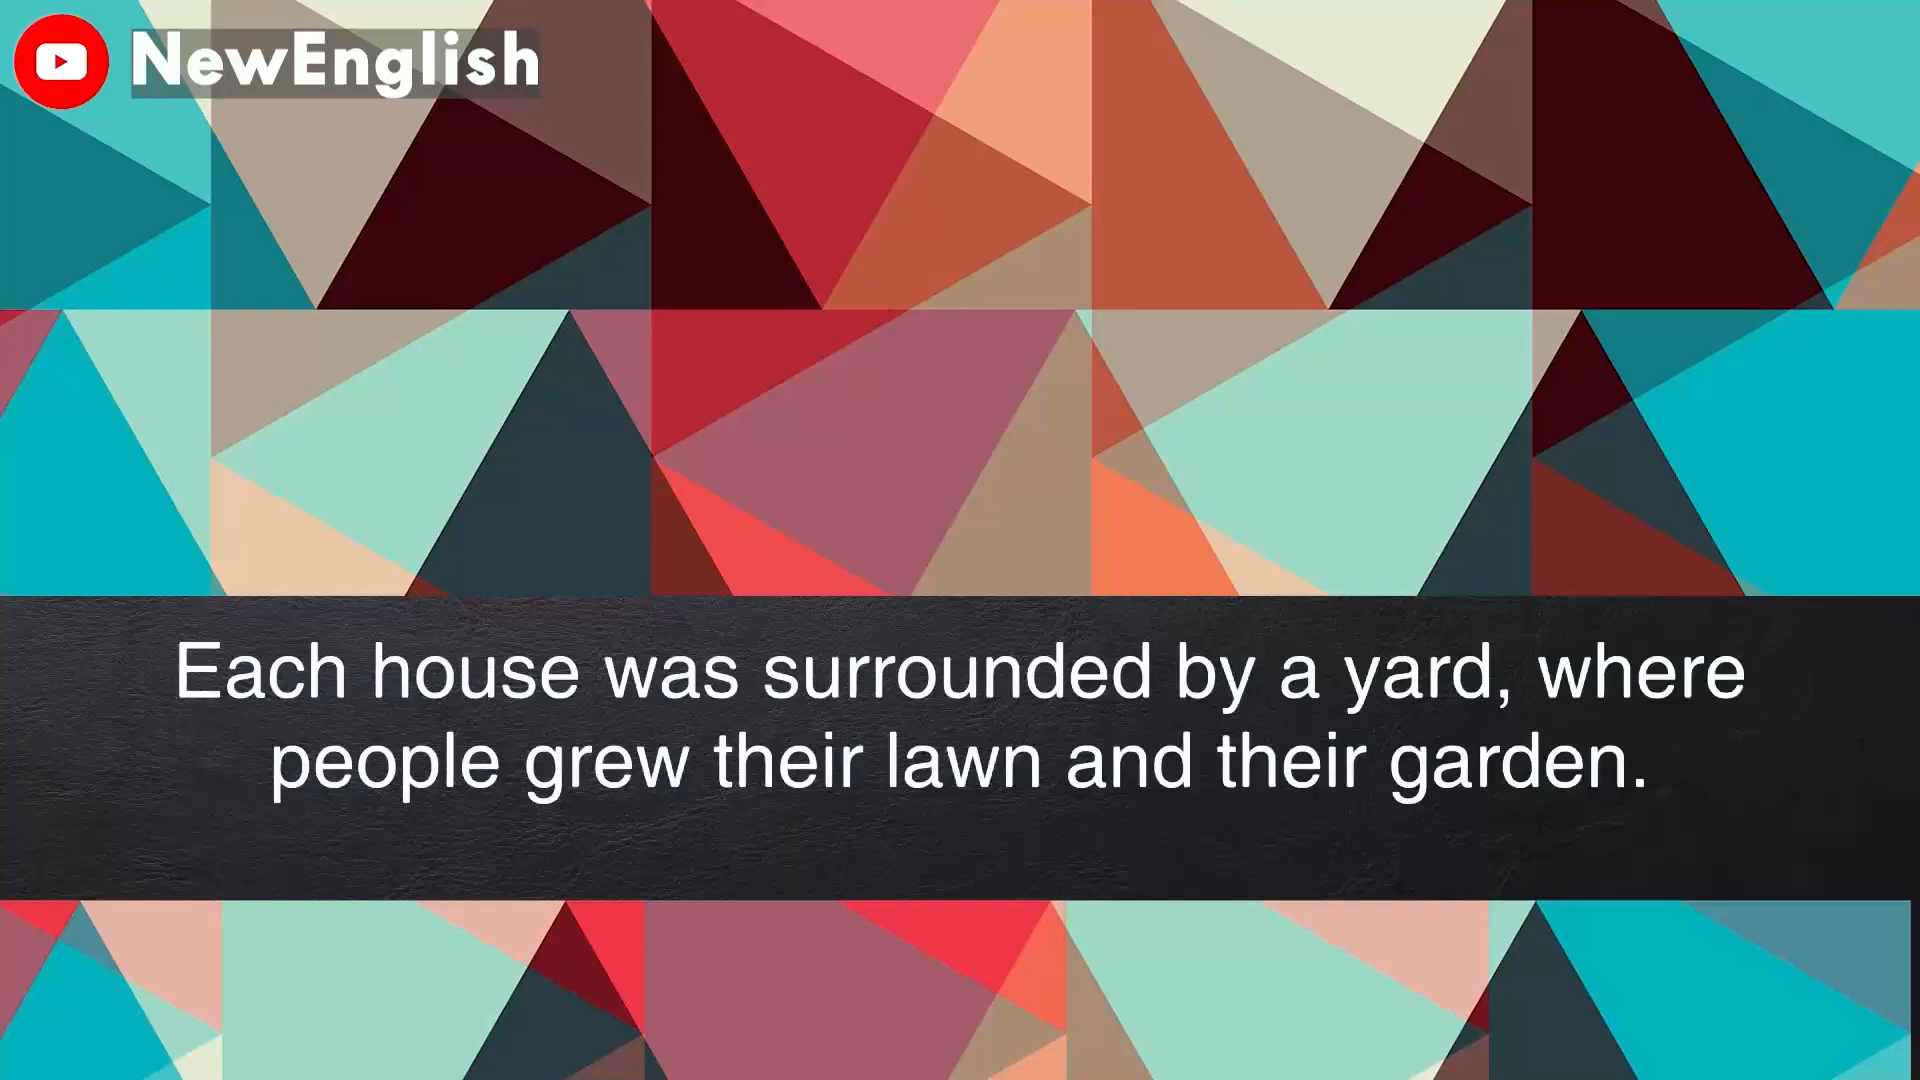 NewEnglish
Each house was surrounded by a yard, where
people grew their lawn and their garden.